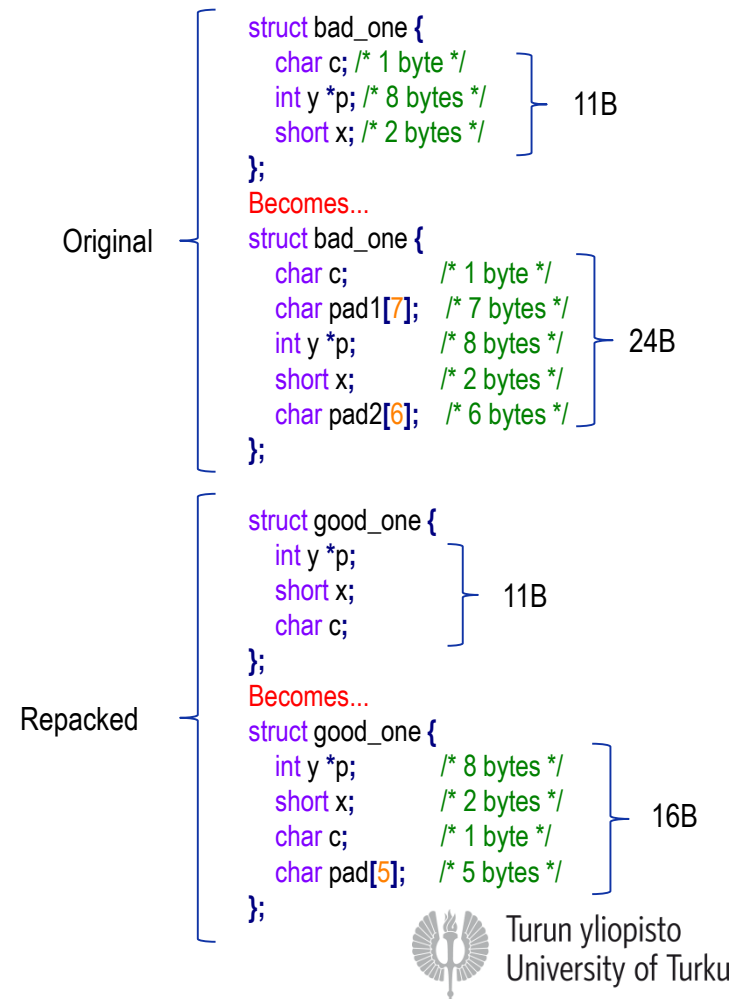 struct bad_one {
char c; /* 1 byte */
int y *p; /* 8 bytes */
short x; /* 2 bytes */
11B
};
Becomes...
Original
struct bad_one {
char c; /* 1 byte */
char pad1[7]; /* 7 bytes */
int y *p; /* 8 bytes */
24B
short x; /* 2 bytes */
char pad2[6]; /* 6 bytes */
};
struct good_one {
int y *p;
short x;
11B
char c;
};
Becomes...
Repacked
struct good_one {
int y *p; /* 8 bytes */
short x; /* 2 bytes */
16B
char c; /* 1 byte */
char pad[5]; /* 5 bytes */
};
Turun yliopisto
University of Turku